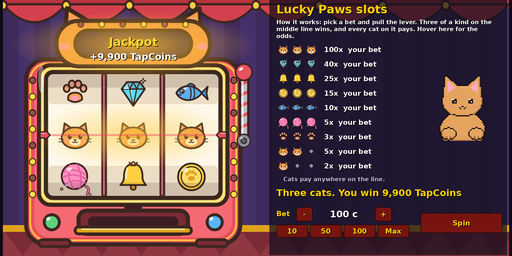 Jackpot
+9,900 TapCoins
Lucky Paws slots
How it works: pick a bet and pull the lever. Three of a kind on the
middle line wins, and every cat on it pays. Hover here for the
odds.
100x your bet
40x your bet
25x your bet
15x your bet
10x your bet
5x your bet
3x your bet
5x your bet
2x your bet
Cats pay anywhere on the line.
Three cats. You win 9,900 TapCoins
Bet - 100 c +
Spin
10 50 100 Max